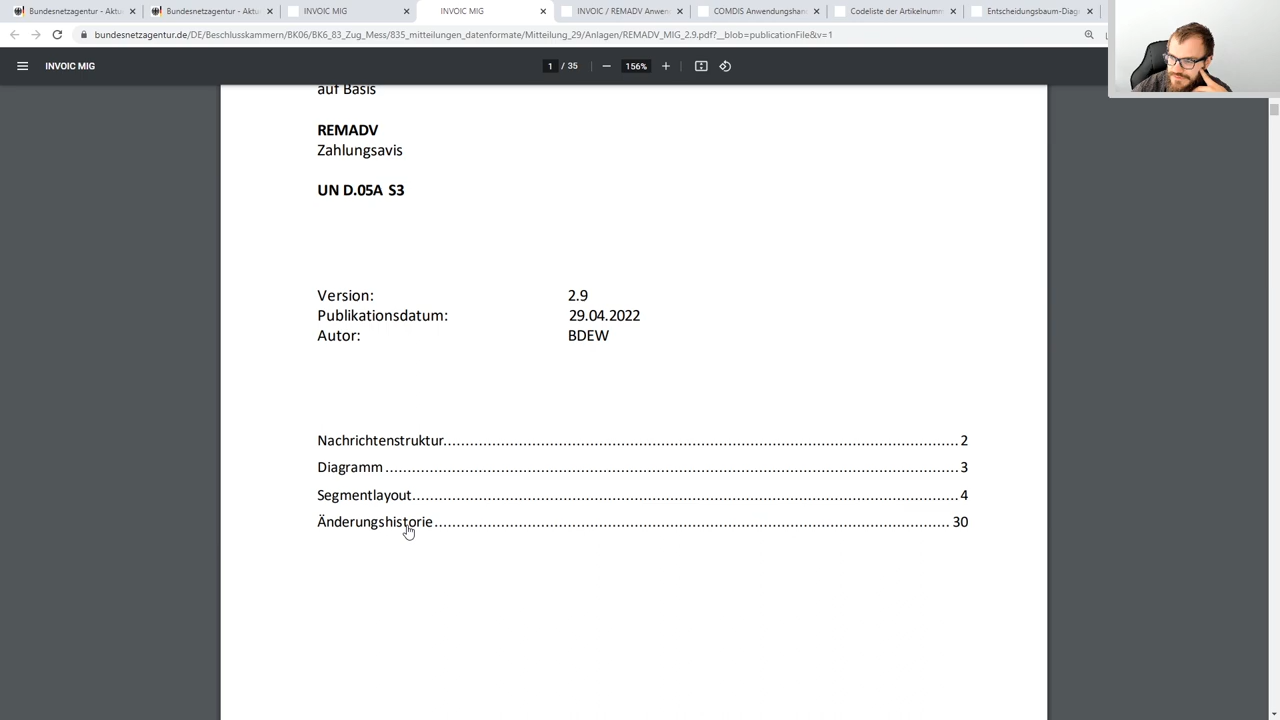 Bundesnetzagentur - Aktu
Bundesnetzagentur - Aktu
INVOIC MIG
INVOIC MIG
INVOIC / REMADV Anwen
COMDIS Anwendungshan
Codeliste der Artikelnumm
Entscheidungsbaum-Diag
bundesnetzagentur.de/DE/Beschlusskammern/BK06/BK6_83_Zug_Mess/835_mitteilungen_datenformate/Mitteilung_29/Anlagen/REMADV_MIG_2.9.pdf?__blob=publicationFile&v=1
INVOIC MIG
1 / 35
156%
auf Basis
REMADV
Zahlungsavis
UN D.05A S3
Version: 2.9
Publikationsdatum: 29.04.2022
Autor: BDEW
Nachrichtenstruktur 2
Diagramm 3
Segmentlayout 4
Änderungshistorie 30